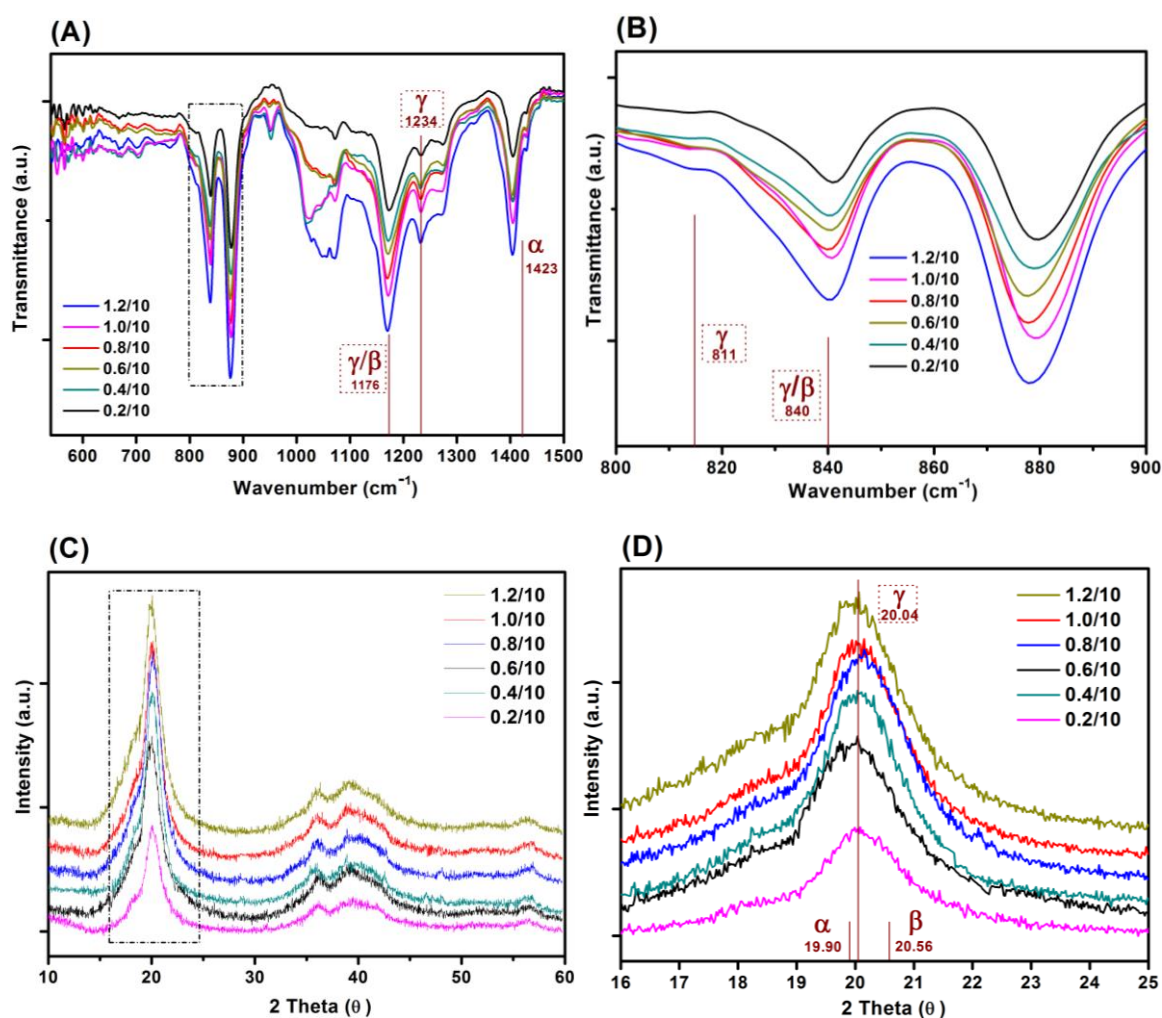 (A)
Transmittance (a.u.)
γ
1234
α
1423
γ/β
1176
1.2/10
1.0/10
0.8/10
0.6/10
0.4/10
0.2/10
600 700 800 900 1000 1100 1200 1300 1400 1500
Wavenumber (cm⁻¹)
(B)
Transmittance (a.u.)
γ
811
γ/β
840
1.2/10
1.0/10
0.8/10
0.6/10
0.4/10
0.2/10
800 820 840 860 880 900
Wavenumber (cm⁻¹)
(C)
Intensity (a.u.)
1.2/10
1.0/10
0.8/10
0.6/10
0.4/10
0.2/10
10 20 30 40 50 60
2 Theta (θ)
(D)
Intensity (a.u.)
γ
20.04
1.2/10
1.0/10
0.8/10
0.6/10
0.4/10
0.2/10
α
19.90
β
20.56
16 17 18 19 20 21 22 23 24 25
2 Theta (θ)